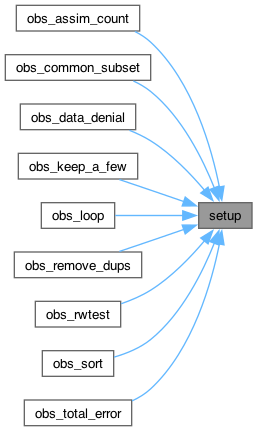 obs_assim_count
obs_common_subset
obs_data_denial
obs_keep_a_few
setup
obs_loop
obs_remove_dups
obs_rwtest
obs_sort
obs_total_error